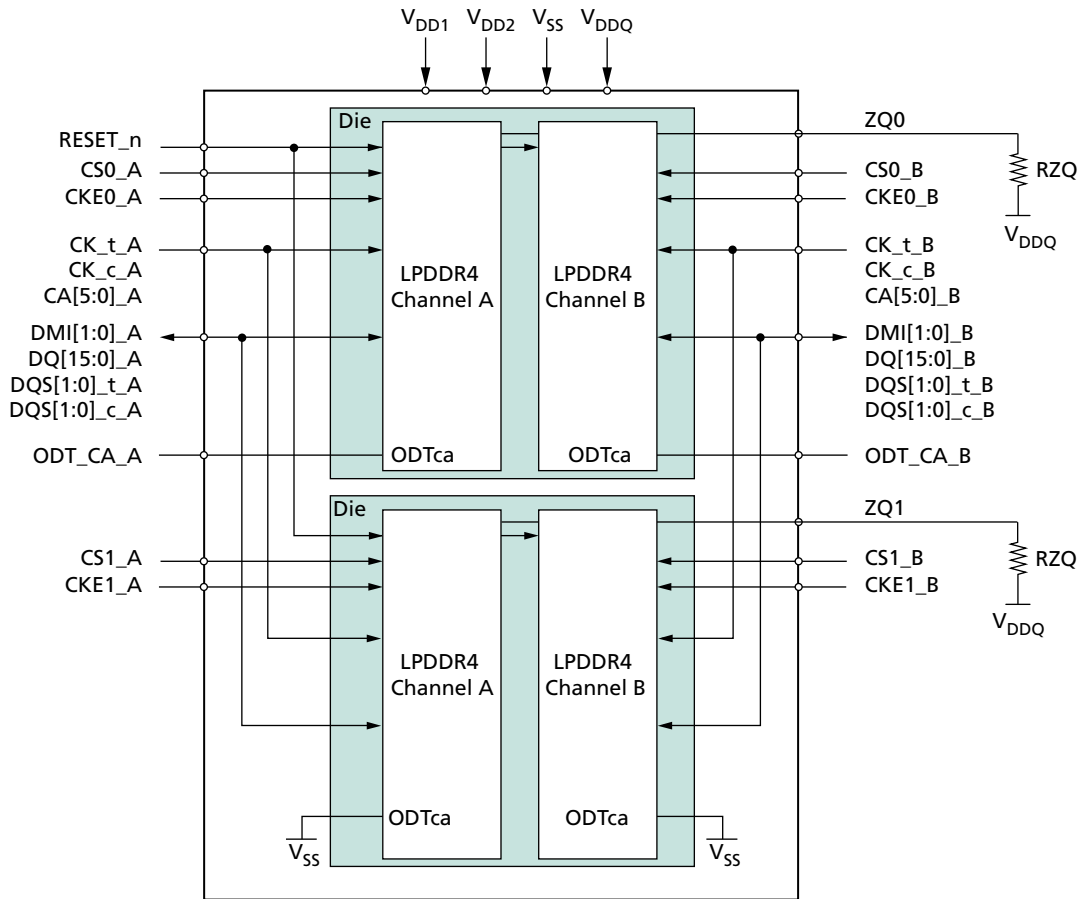 VDD1 VDD2 VSS VDDQ
Die
RESET_n
CS0_A
CKE0_A
CK_t_A
CK_c_A
CA[5:0]_A
DMI[1:0]_A
DQ[15:0]_A
DQS[1:0]_t_A
DQS[1:0]_c_A
ODT_CA_A
LPDDR4
Channel A
ODTca
LPDDR4
Channel B
ODTca
ZQ0
RZQ
VDDQ
CS0_B
CKE0_B
CK_t_B
CK_c_B
CA[5:0]_B
DMI[1:0]_B
DQ[15:0]_B
DQS[1:0]_t_B
DQS[1:0]_c_B
ODT_CA_B
Die
CS1_A
CKE1_A
LPDDR4
Channel A
ODTca
VSS
LPDDR4
Channel B
ODTca
VSS
ZQ1
RZQ
VDDQ
CS1_B
CKE1_B